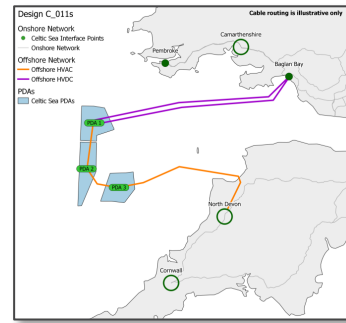 Design C_011s
Cable routing is illustrative only
Onshore Network
Celtic Sea Interface Points
Onshore Network
Offshore Network
Offshore HVAC
Offshore HVDC
PDAs
Celtic Sea PDAs
Pembroke
Carmarthenshire
Baglan Bay
PDA 1
PDA 2
PDA 3
North Devon
Cornwall